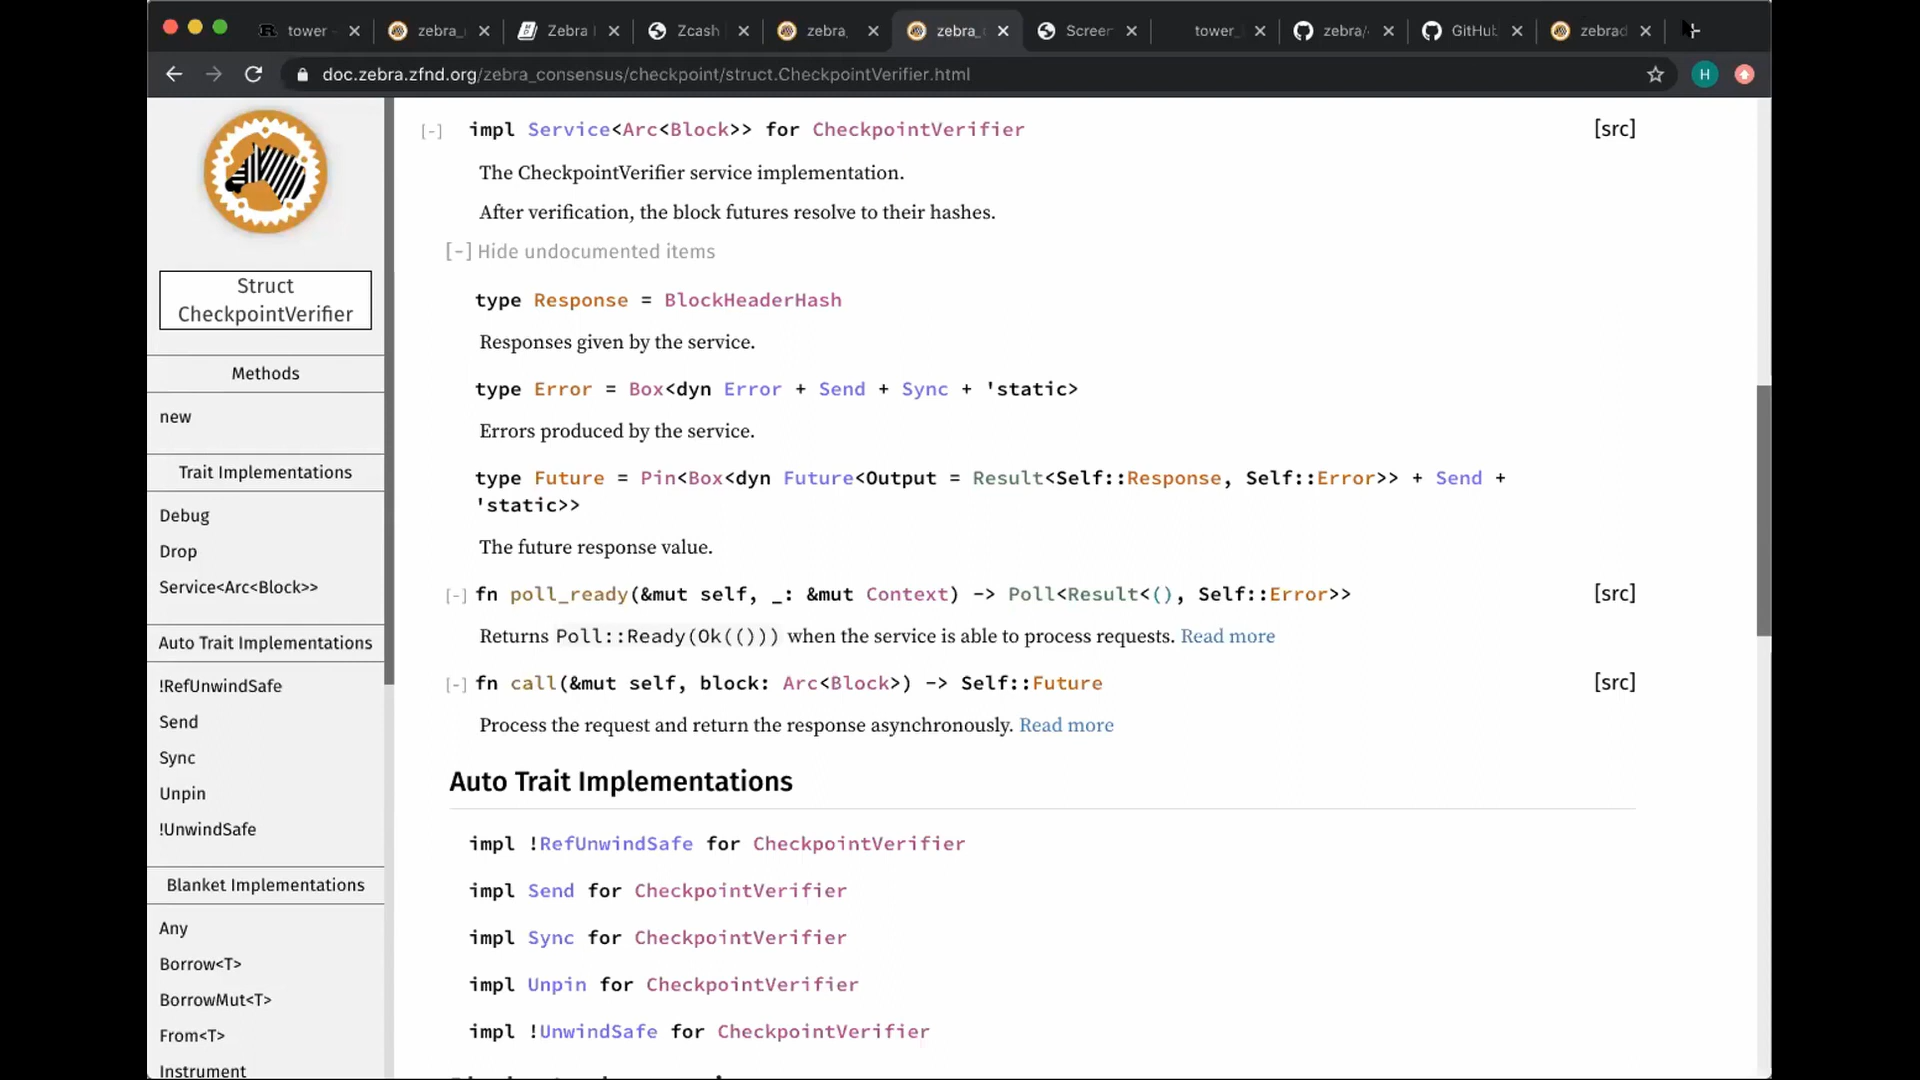 tower
zebra_
Zebra
Zcash
zebra_
zebra_
Screen
tower_
zebra/
GitHub
zebrad
doc.zebra.zfnd.org/zebra_consensus/checkpoint/struct.CheckpointVerifier.html
H
Struct
CheckpointVerifier
Methods
new
Trait Implementations
Debug
Drop
Service<Arc<Block>>
Auto Trait Implementations
!RefUnwindSafe
Send
Sync
Unpin
!UnwindSafe
Blanket Implementations
Any
Borrow<T>
BorrowMut<T>
From<T>
Instrument
[-] impl Service<Arc<Block>> for CheckpointVerifier [src]
The CheckpointVerifier service implementation.
After verification, the block futures resolve to their hashes.
[-] Hide undocumented items
type Response = BlockHeaderHash
Responses given by the service.
type Error = Box<dyn Error + Send + Sync + 'static>
Errors produced by the service.
type Future = Pin<Box<dyn Future<Output = Result<Self::Response, Self::Error>> + Send +
'static>>
The future response value.
[-] fn poll_ready(&mut self, _: &mut Context) -> Poll<Result<(), Self::Error>> [src]
Returns Poll::Ready(Ok(())) when the service is able to process requests. Read more
[-] fn call(&mut self, block: Arc<Block>) -> Self::Future [src]
Process the request and return the response asynchronously. Read more
Auto Trait Implementations
impl !RefUnwindSafe for CheckpointVerifier
impl Send for CheckpointVerifier
impl Sync for CheckpointVerifier
impl Unpin for CheckpointVerifier
impl !UnwindSafe for CheckpointVerifier